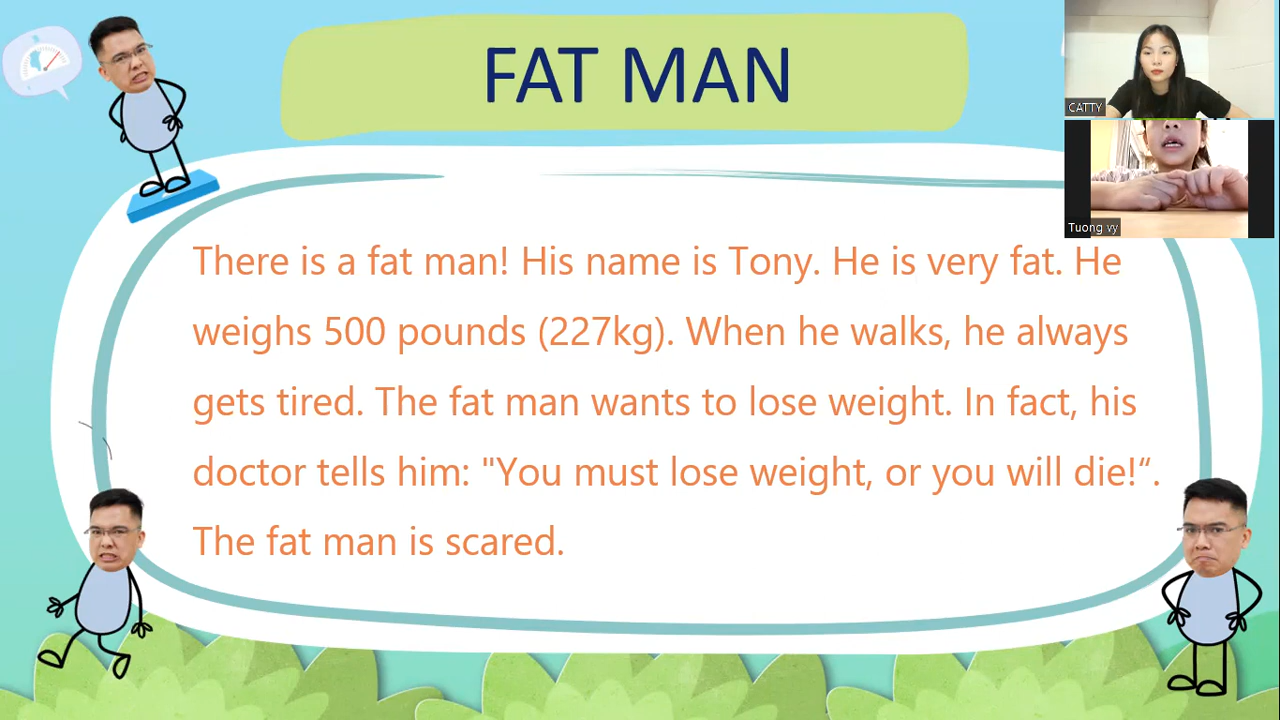 FAT MAN
CATTY
Tuong vy
There is a fat man! His name is Tony. He is very fat. He
weighs 500 pounds (227kg). When he walks, he always
gets tired. The fat man wants to lose weight. In fact, his
doctor tells him: "You must lose weight, or you will die!“.
The fat man is scared.